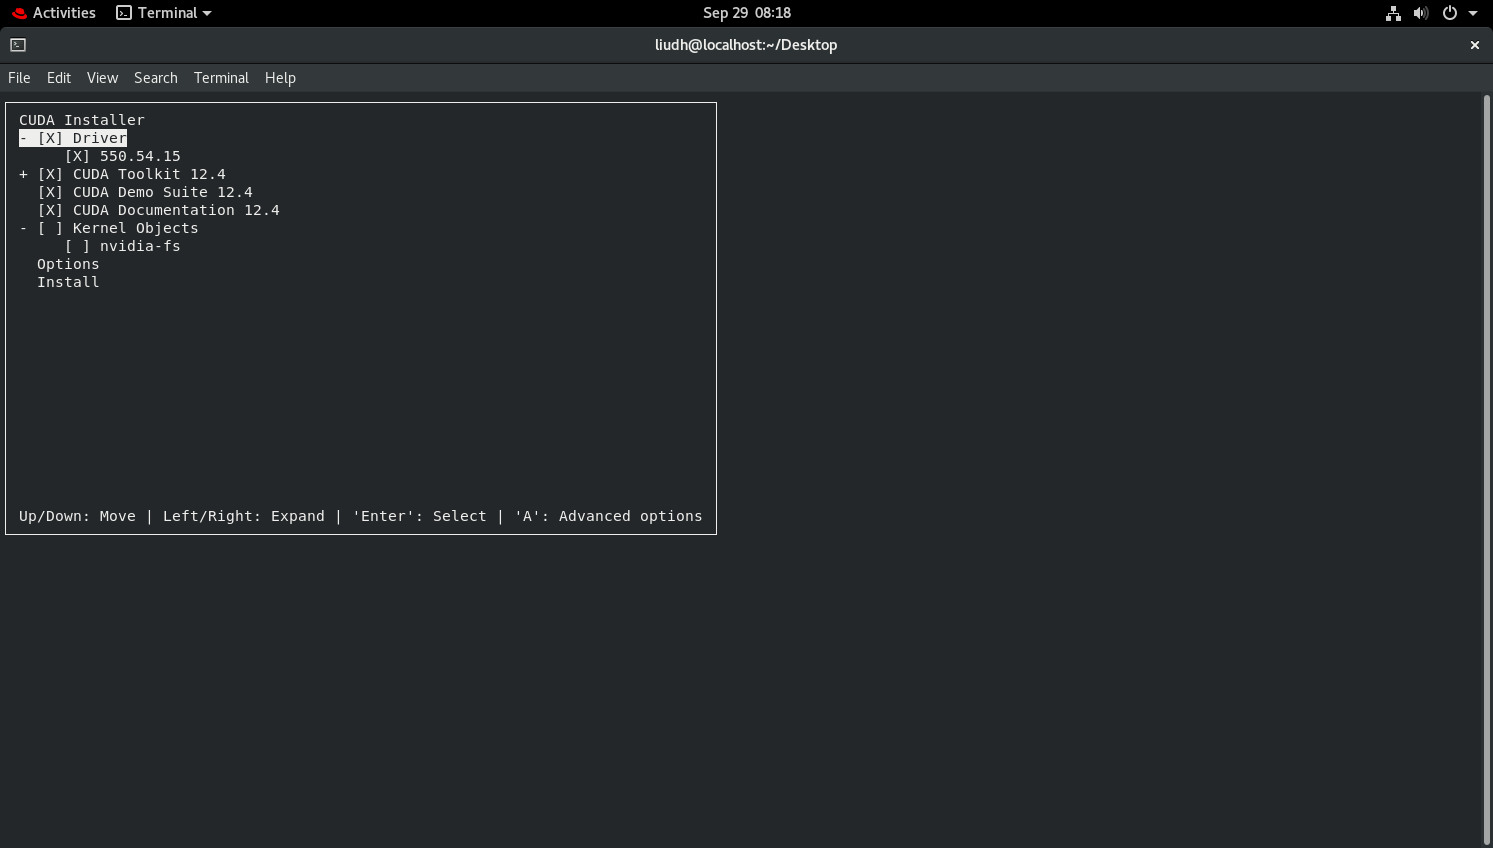 Activities Terminal Sep 29 08:18
liudh@localhost:~/Desktop
File Edit View Search Terminal Help
CUDA Installer
- [X] Driver
[X] 550.54.15
+ [X] CUDA Toolkit 12.4
[X] CUDA Demo Suite 12.4
[X] CUDA Documentation 12.4
- [ ] Kernel Objects
[ ] nvidia-fs
Options
Install
Up/Down: Move | Left/Right: Expand | 'Enter': Select | 'A': Advanced options